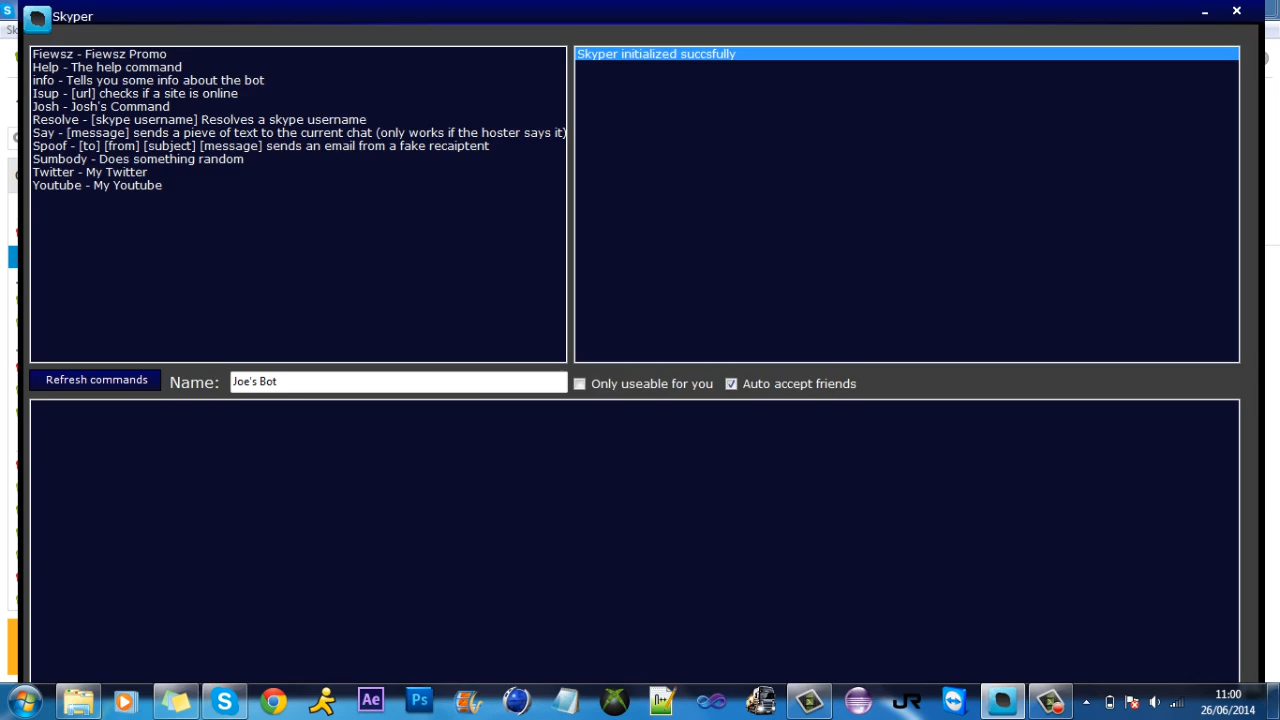 Skyper
Sk
Fiewsz - Fiewsz Promo
Help - The help command
info - Tells you some info about the bot
Isup - [url] checks if a site is online
Josh - Josh's Command
Resolve - [skype username] Resolves a skype username
Say - [message] sends a pieve of text to the current chat (only works if the hoster says it)
Spoof - [to] [from] [subject] [message] sends an email from a fake recaiptent
Sumbody - Does something random
Twitter - My Twitter
Youtube - My Youtube
Skyper initialized succsfully
Refresh commands
Name:
Joe's Bot
Only useable for you
Auto accept friends
Ae
Ps
JR
11:00
26/06/2014